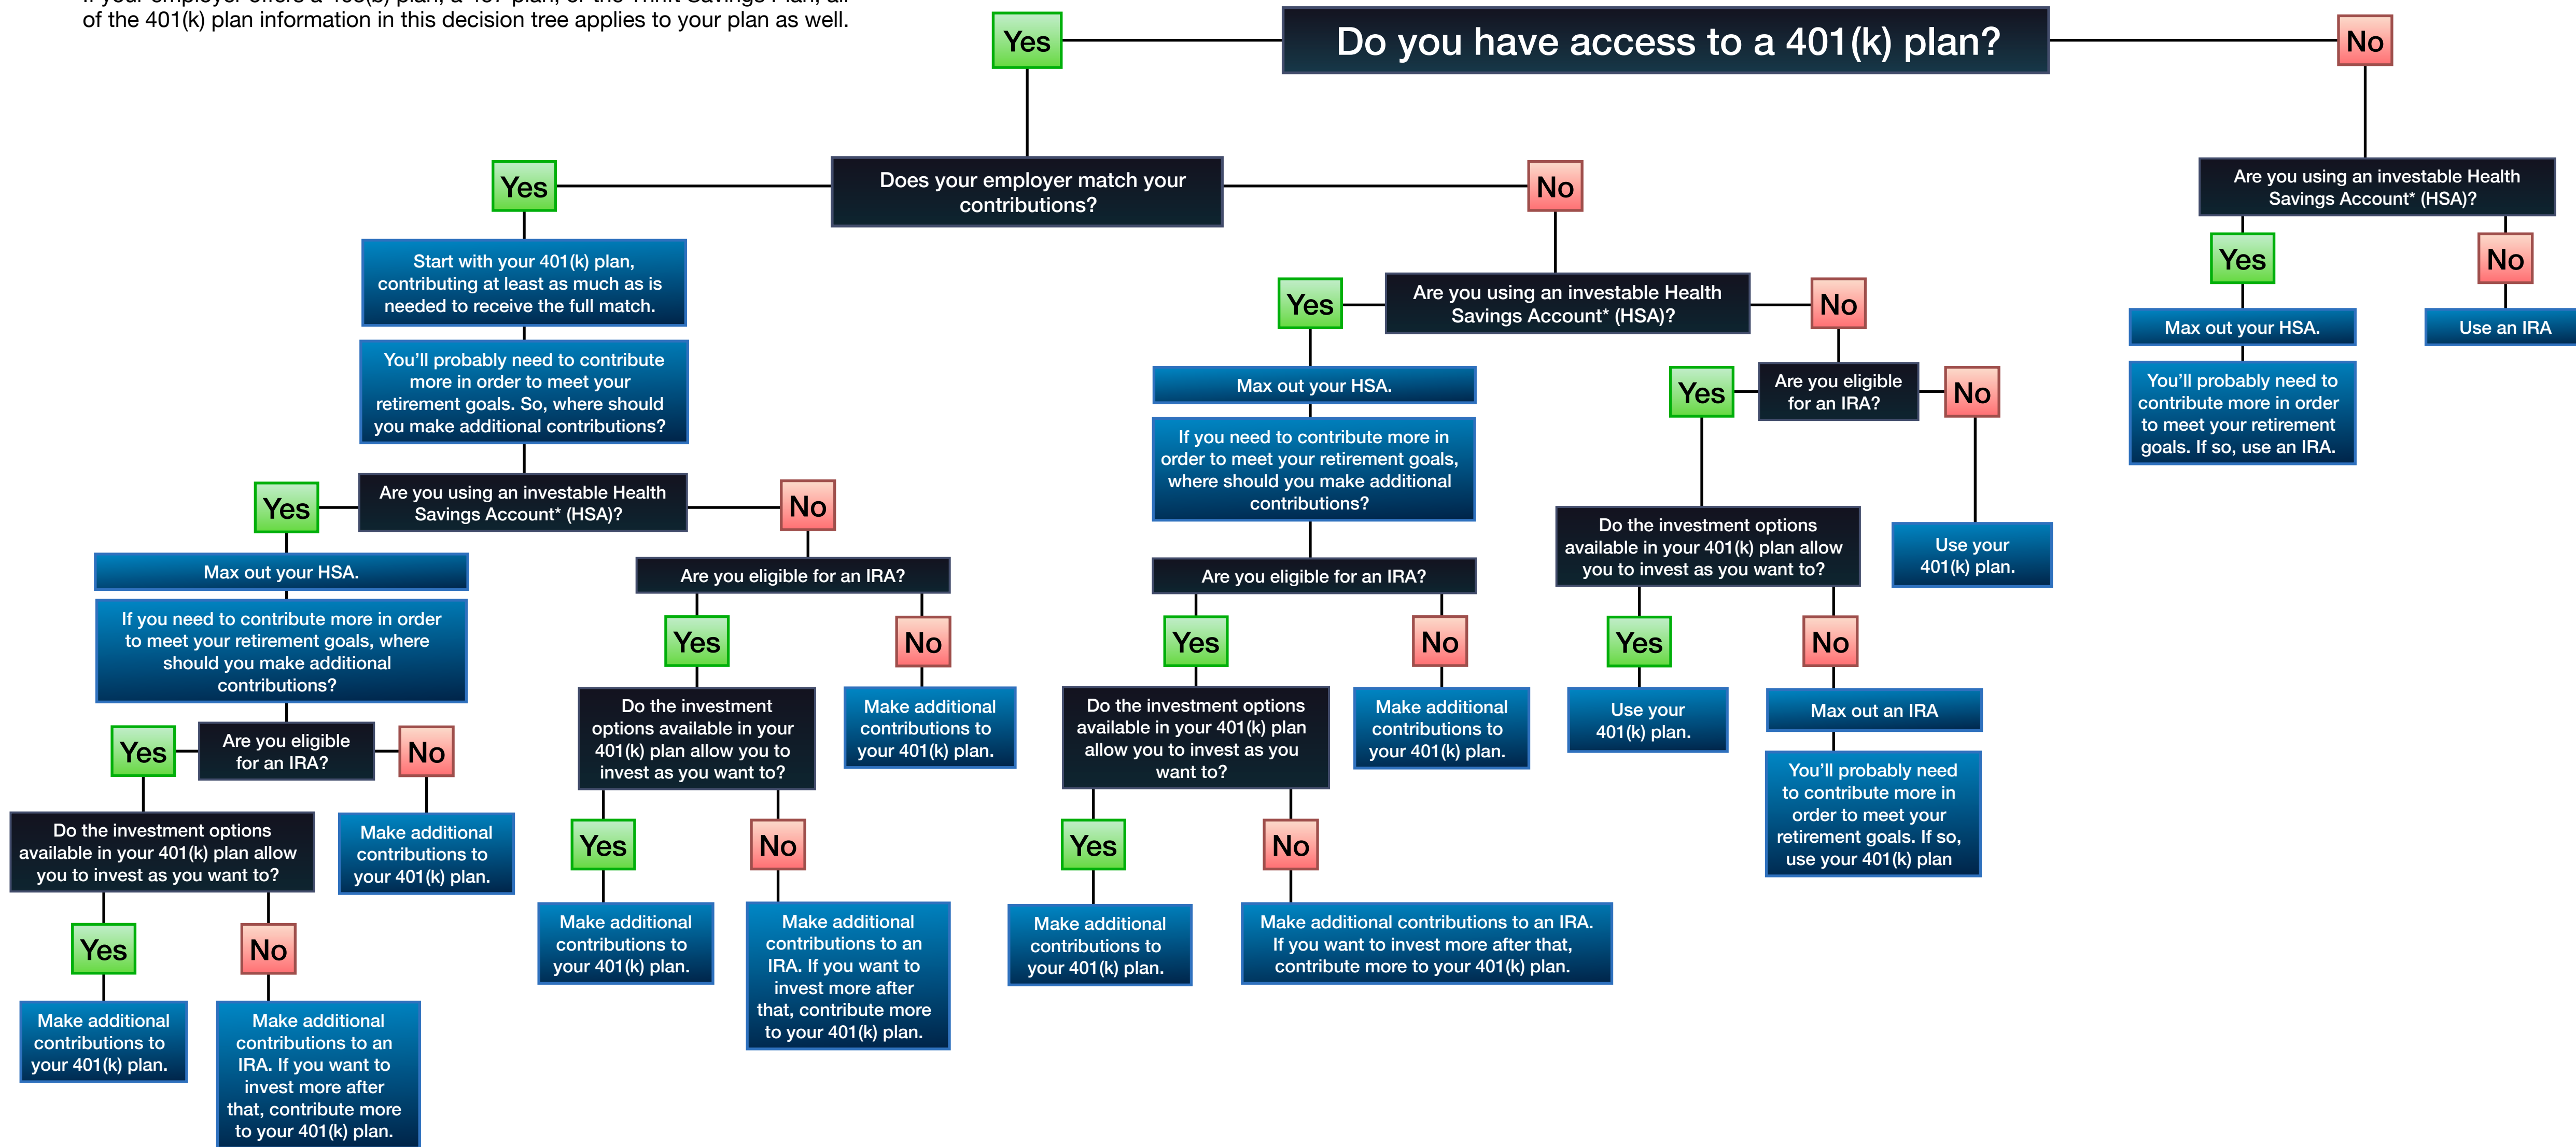 If your employer offers a 403(b) plan, a 457 plan, or the Thrift Savings Plan, all
of the 401(k) plan information in this decision tree applies to your plan as well.
Do you have access to a 401(k) plan?
Yes
No
Does your employer match your
contributions?
Yes
No
Start with your 401(k) plan,
contributing at least as much as is
needed to receive the full match.
You’ll probably need to contribute
more in order to meet your
retirement goals. So, where should
you make additional contributions?
Are you using an investable Health
Savings Account* (HSA)?
Yes
No
Max out your HSA.
If you need to contribute more in order
to meet your retirement goals, where
should you make additional
contributions?
Are you eligible
for an IRA?
Yes
No
Do the investment options
available in your 401(k) plan allow
you to invest as you want to?
Make additional
contributions to
your 401(k) plan.
Yes
No
Make additional
contributions to
your 401(k) plan.
Make additional
contributions to an
IRA. If you want to
invest more after
that, contribute more
to your 401(k) plan.
Are you eligible for an IRA?
Yes
No
Do the investment
options available in your
401(k) plan allow you to
invest as you want to?
Make additional
contributions to
your 401(k) plan.
Yes
No
Make additional
contributions to
your 401(k) plan.
Make additional
contributions to an
IRA. If you want to
invest more after
that, contribute more
to your 401(k) plan.
Are you using an investable Health
Savings Account* (HSA)?
Yes
No
Max out your HSA.
If you need to contribute more in
order to meet your retirement goals,
where should you make additional
contributions?
Are you eligible for an IRA?
Yes
No
Do the investment options
available in your 401(k) plan
allow you to invest as you
want to?
Make additional
contributions to
your 401(k) plan.
Yes
No
Make additional
contributions to
your 401(k) plan.
Make additional contributions to an IRA.
If you want to invest more after that,
contribute more to your 401(k) plan.
Are you eligible
for an IRA?
Yes
No
Do the investment options
available in your 401(k) plan allow
you to invest as you want to?
Use your
401(k) plan.
Yes
No
Use your
401(k) plan.
Max out an IRA
You’ll probably need
to contribute more in
order to meet your
retirement goals. If so,
use your 401(k) plan
Are you using an investable Health
Savings Account* (HSA)?
Yes
No
Max out your HSA.
Use an IRA
You’ll probably need to
contribute more in order
to meet your retirement
goals. If so, use an IRA.